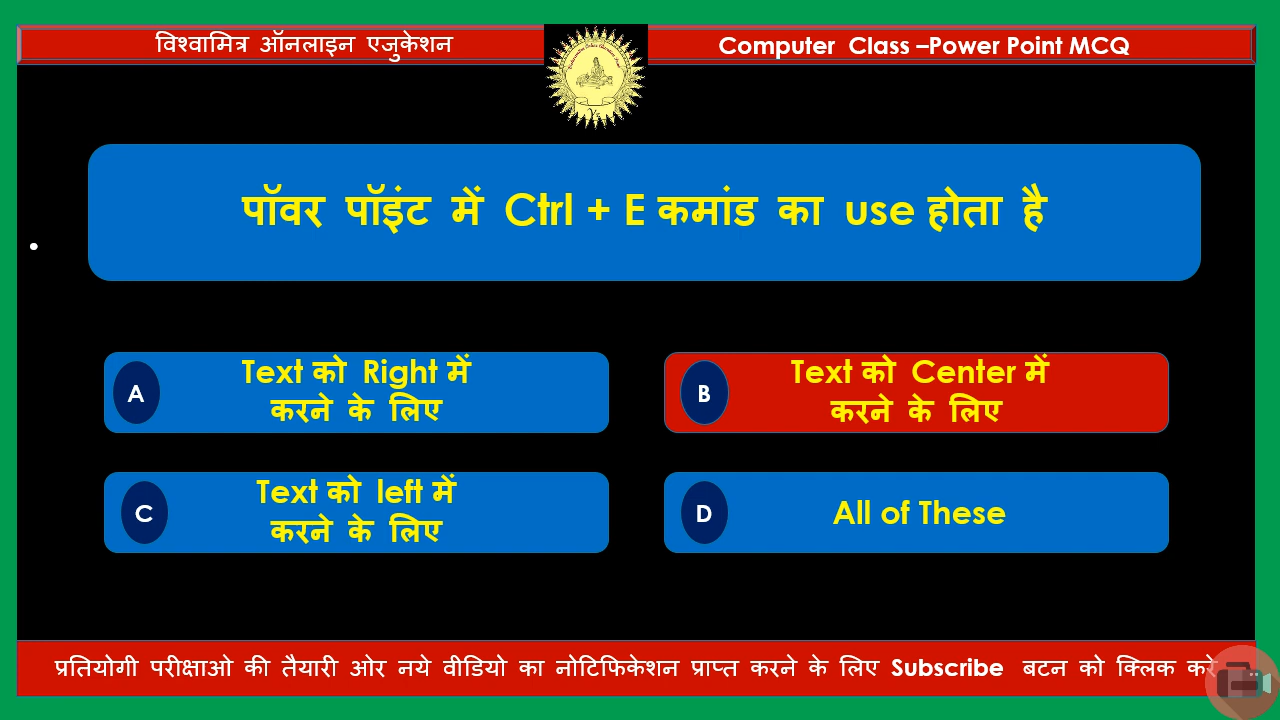 विश्वामित्र ऑनलाइन एजुकेशन
Computer Class –Power Point MCQ
पॉवर पॉइंट में Ctrl + E कमांड का use होता है
A
Text को Right में
करने के लिए
B
Text को Center में
करने के लिए
C
Text को left में
करने के लिए
D
All of These
प्रतियोगी परीक्षाओ की तैयारी ओर नये वीडियो का नोटिफिकेशन प्राप्त करने के लिए Subscribe बटन को क्लिक करे